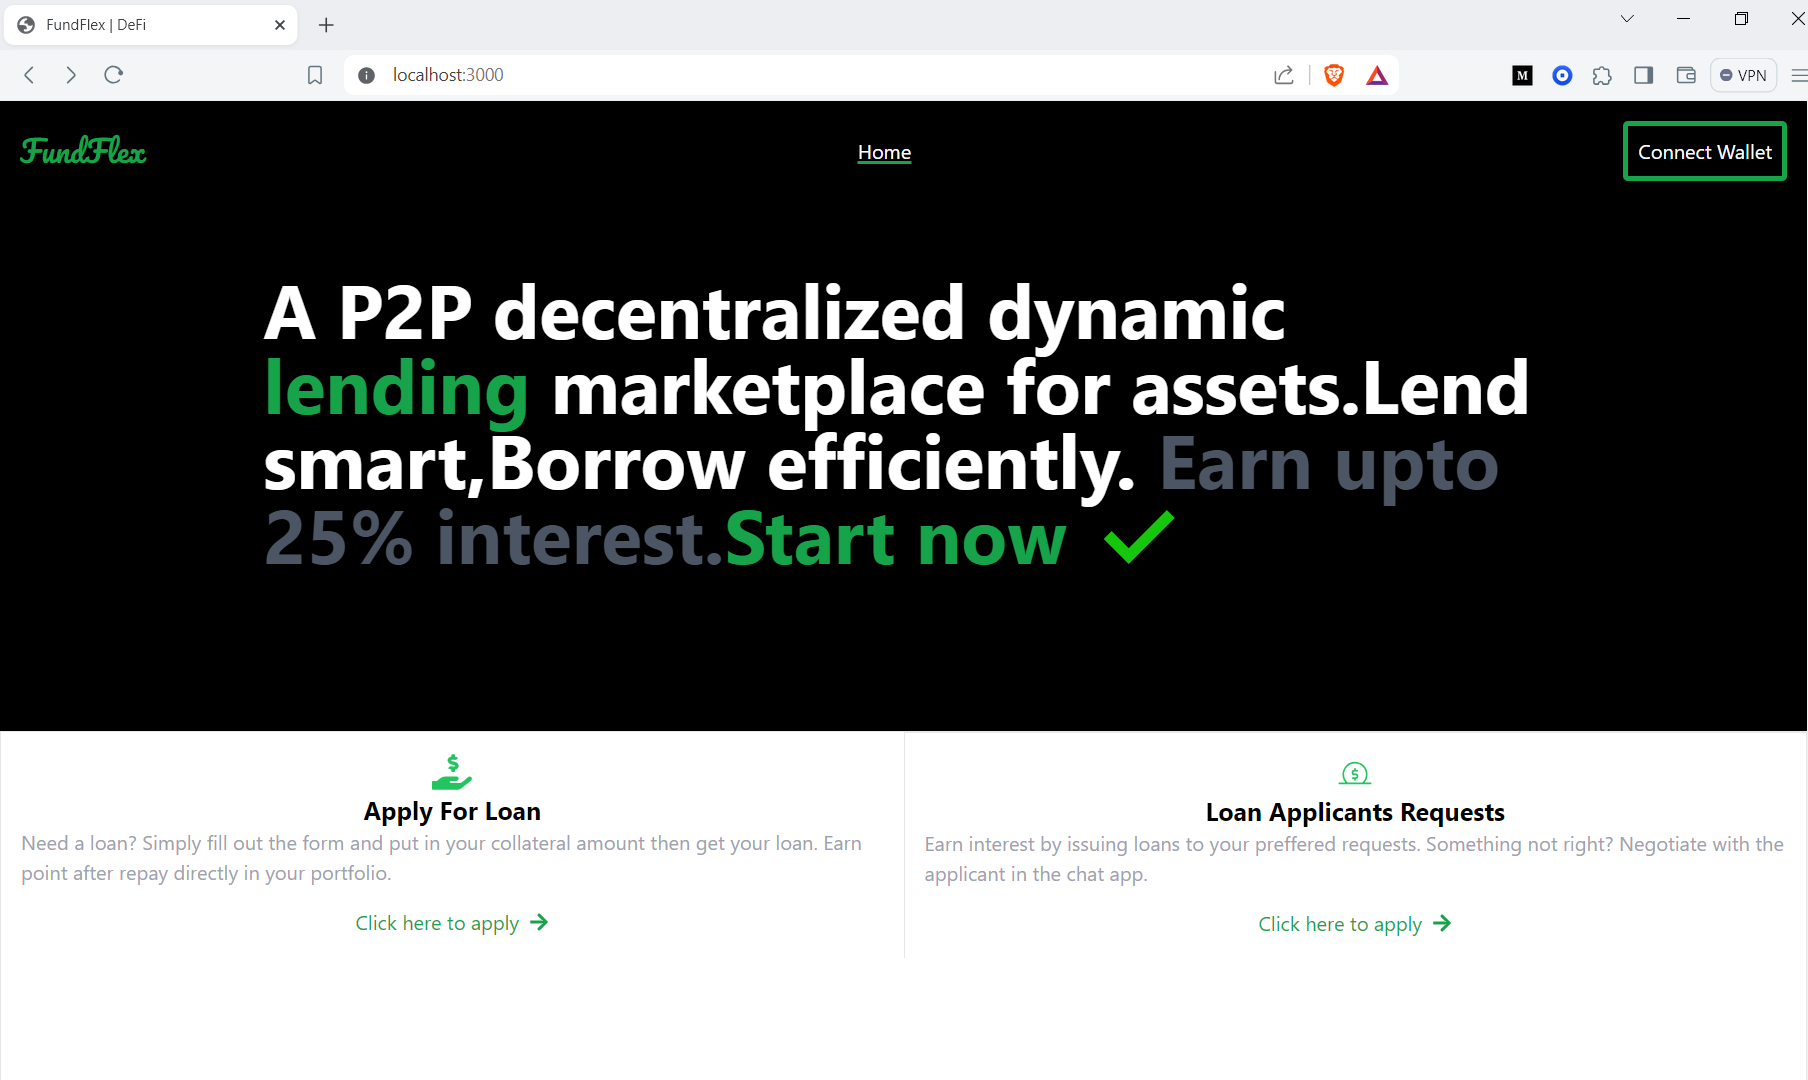 FundFlex | DeFi
localhost:3000
M
VPN
FundFlex
Home
Connect Wallet
A P2P decentralized dynamic
lending marketplace for assets.Lend
smart,Borrow efficiently. Earn upto
25% interest.Start now
Apply For Loan
Need a loan? Simply fill out the form and put in your collateral amount then get your loan. Earn
point after repay directly in your portfolio.
Click here to apply
Loan Applicants Requests
Earn interest by issuing loans to your preffered requests. Something not right? Negotiate with the
applicant in the chat app.
Click here to apply